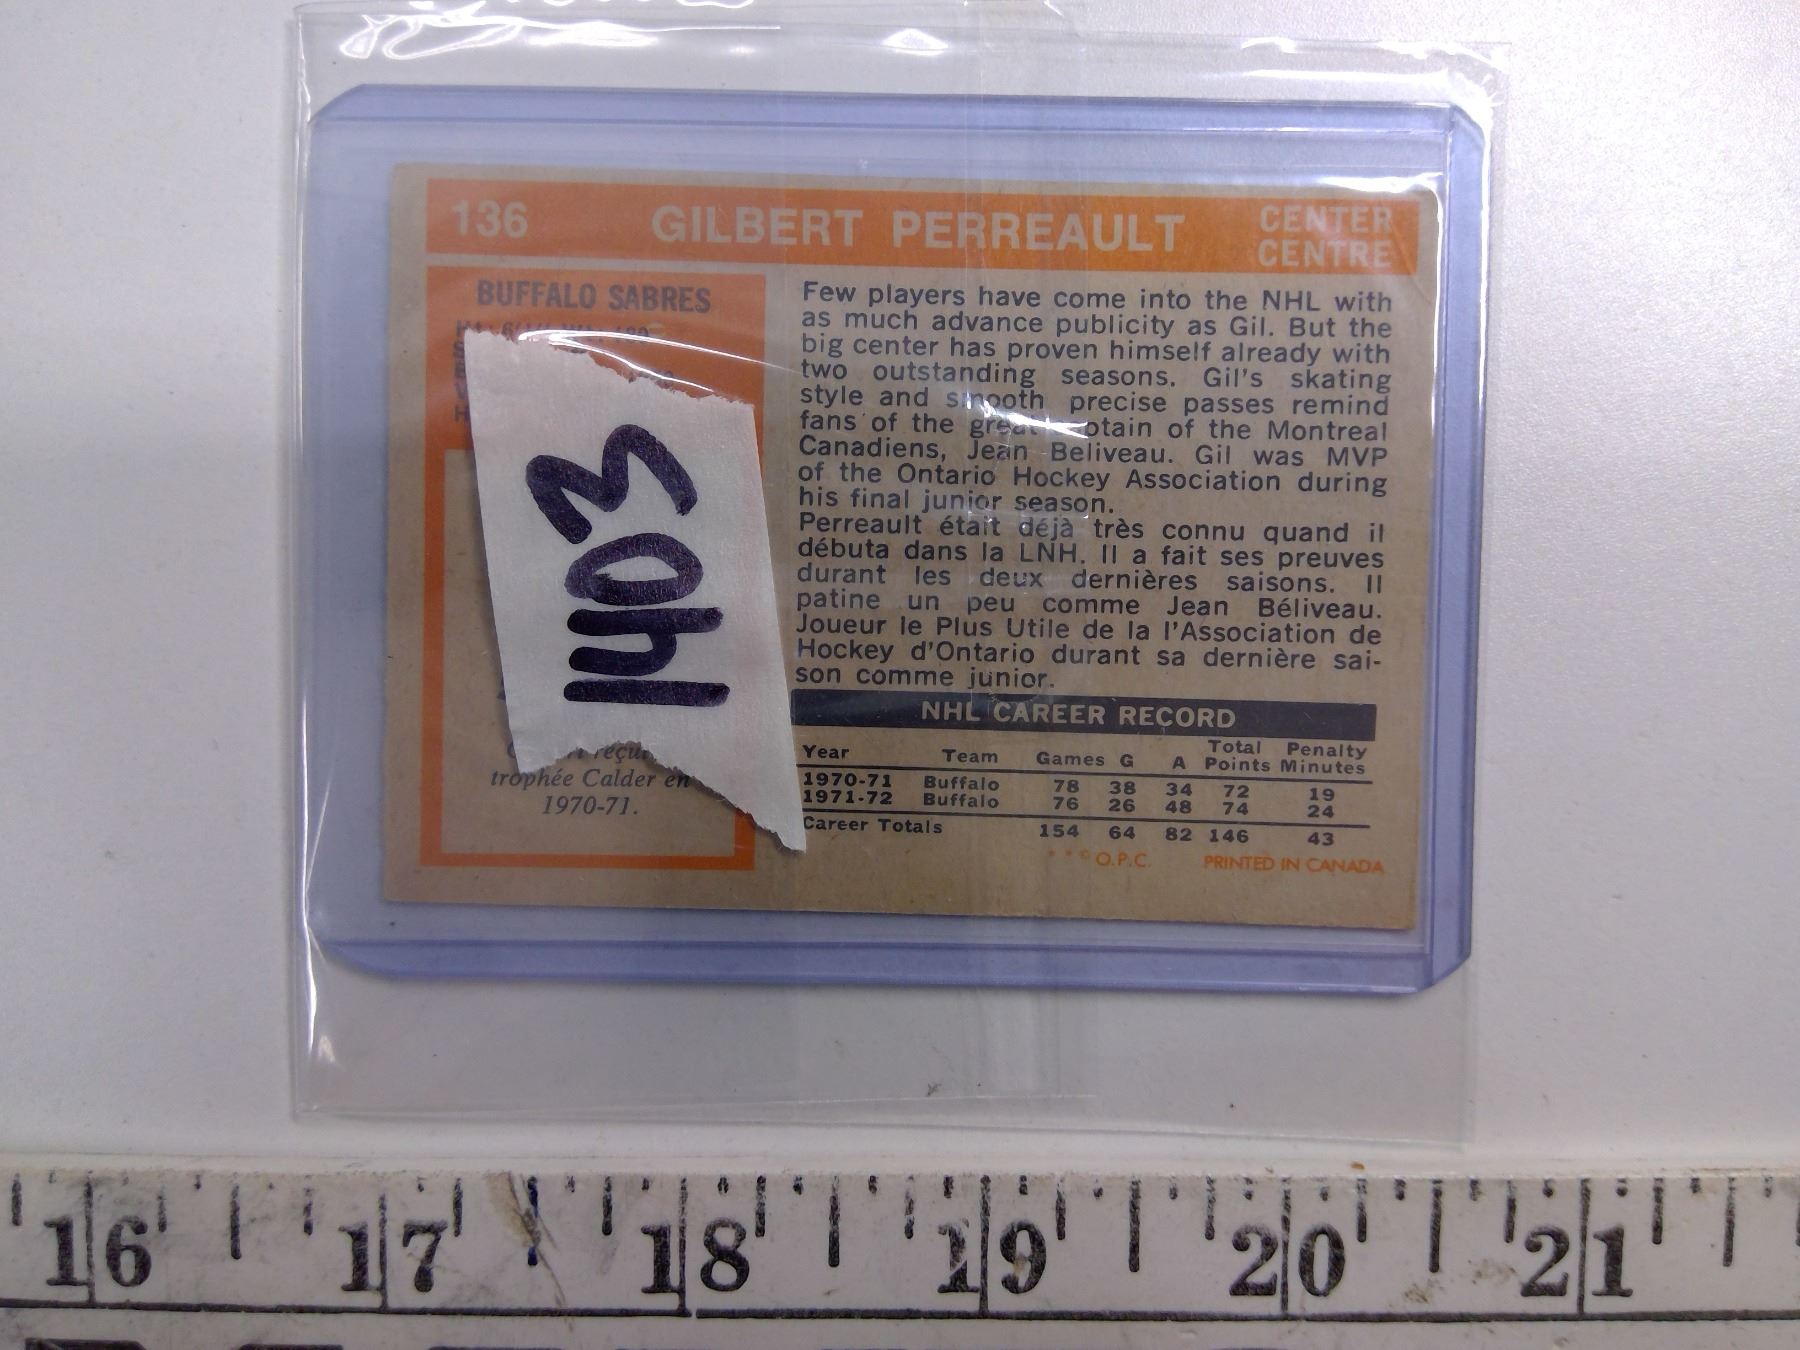 136 GILBERT PERREAULT CENTER
CENTRE
BUFFALO SABRES
Few players have come into the NHL with
as much advance publicity as Gil. But the
big center has proven himself already with
two outstanding seasons. Gil's skating
style and smooth precise passes remind
fans of the great of the Montreal
Canadiens, Jean Beliveau. Gil was MVP
of the Ontario Hockey Association during
his final junior season.
Perreault était déjà très connu quand il
débuta dans la LNH. Il a fait ses preuves
durant les deux dernières saisons. Il
patine un peu comme Jean Béliveau.
Joueur le Plus Utile de la l'Association de
Hockey d'Ontario durant sa dernière sai-
son comme junior.
1403
trophée Calder en
1970-71.
NHL CAREER RECORD
Year Team Games G A Total Points Penalty Minutes
1970-71 Buffalo 78 38 34 72 19
1971-72 Buffalo 76 26 48 74 24
Career Totals 154 64 82 146 43
* * © O.P.C. PRINTED IN CANADA
16 17 18 19 20 21